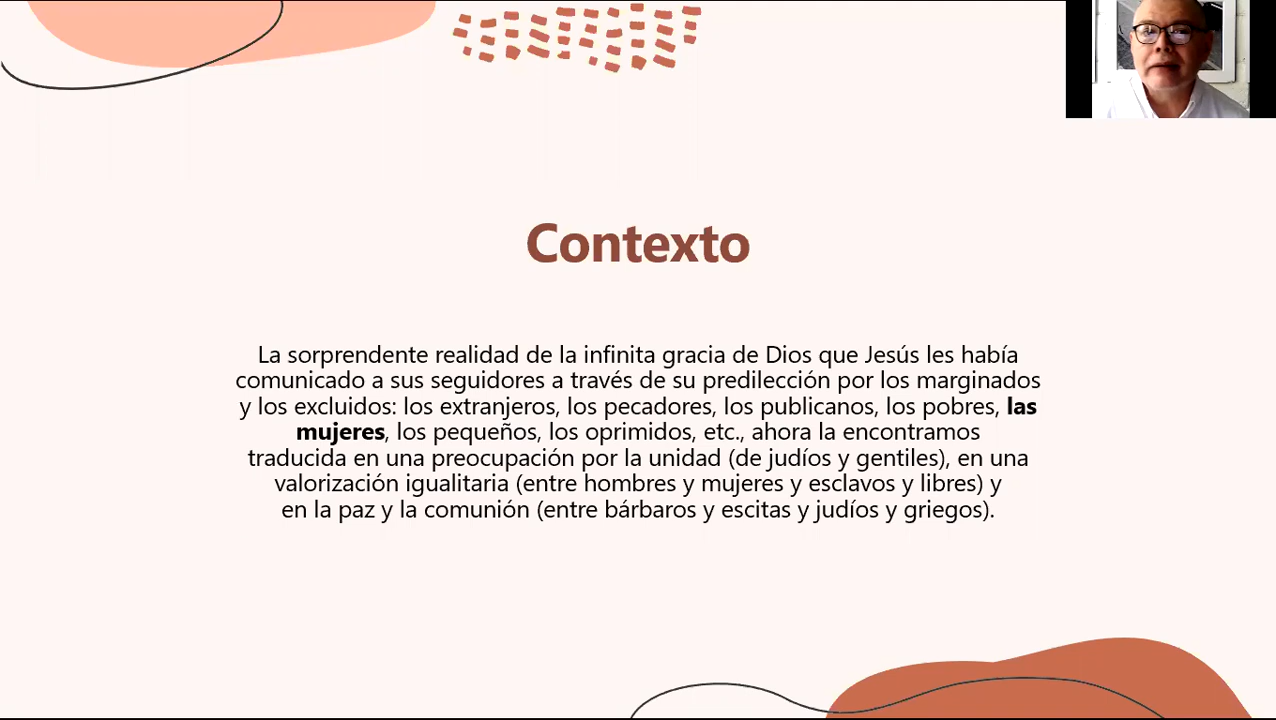 Contexto
La sorprendente realidad de la infinita gracia de Dios que Jesús les había
comunicado a sus seguidores a través de su predilección por los marginados
y los excluidos: los extranjeros, los pecadores, los publicanos, los pobres, las
mujeres, los pequeños, los oprimidos, etc., ahora la encontramos
traducida en una preocupación por la unidad (de judíos y gentiles), en una
valorización igualitaria (entre hombres y mujeres y esclavos y libres) y
en la paz y la comunión (entre bárbaros y escitas y judíos y griegos).